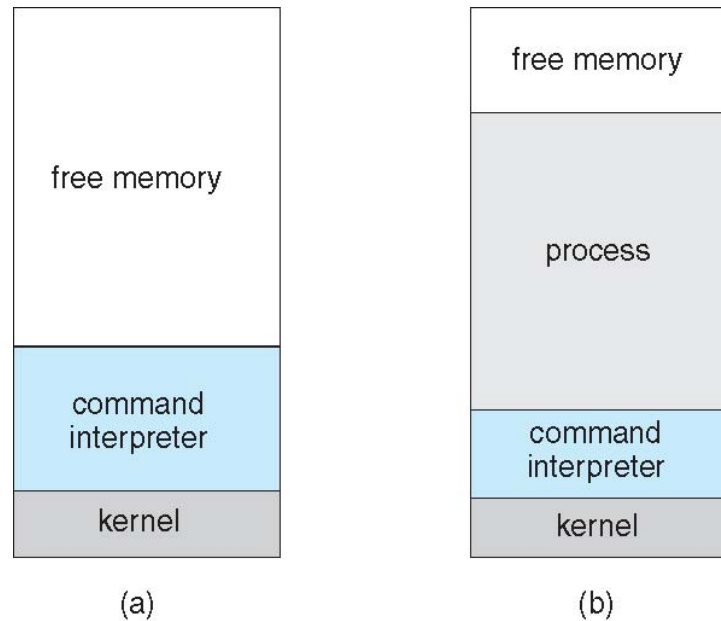 free memory
command
interpreter
kernel
(a)
free memory
process
command
interpreter
kernel
(b)